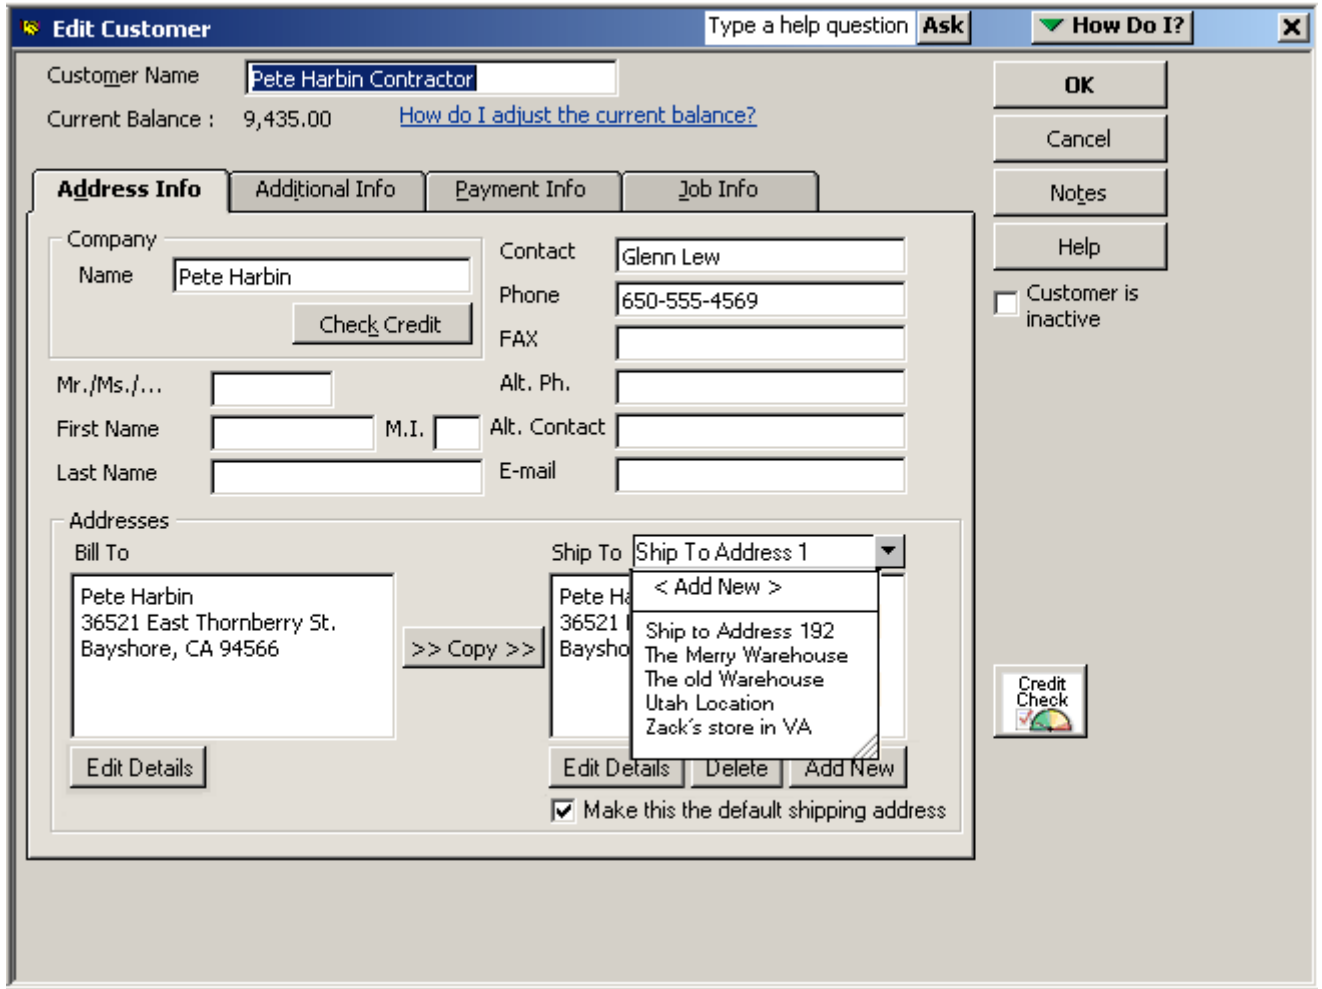 Edit Customer
Type a help question Ask
How Do I?
Customer Name Pete Harbin Contractor
Current Balance : 9,435.00 How do I adjust the current balance?
OK
Cancel
Notes
Help
Customer is
inactive
Address Info Additional Info Payment Info Job Info
Company
Name Pete Harbin
Check Credit
Contact Glenn Lew
Phone 650-555-4569
FAX
Alt. Ph.
Alt. Contact
E-mail
Mr./Ms./...
First Name M.I.
Last Name
Addresses
Bill To
Pete Harbin
36521 East Thornberry St.
Bayshore, CA 94566
Edit Details
>> Copy >>
Ship To Ship To Address 1
< Add New >
Ship to Address 192
The Merry Warehouse
The old Warehouse
Utah Location
Zack's store in VA
Pete Ha
36521
Baysho
Edit Details Delete Add New
Make this the default shipping address
Credit
Check